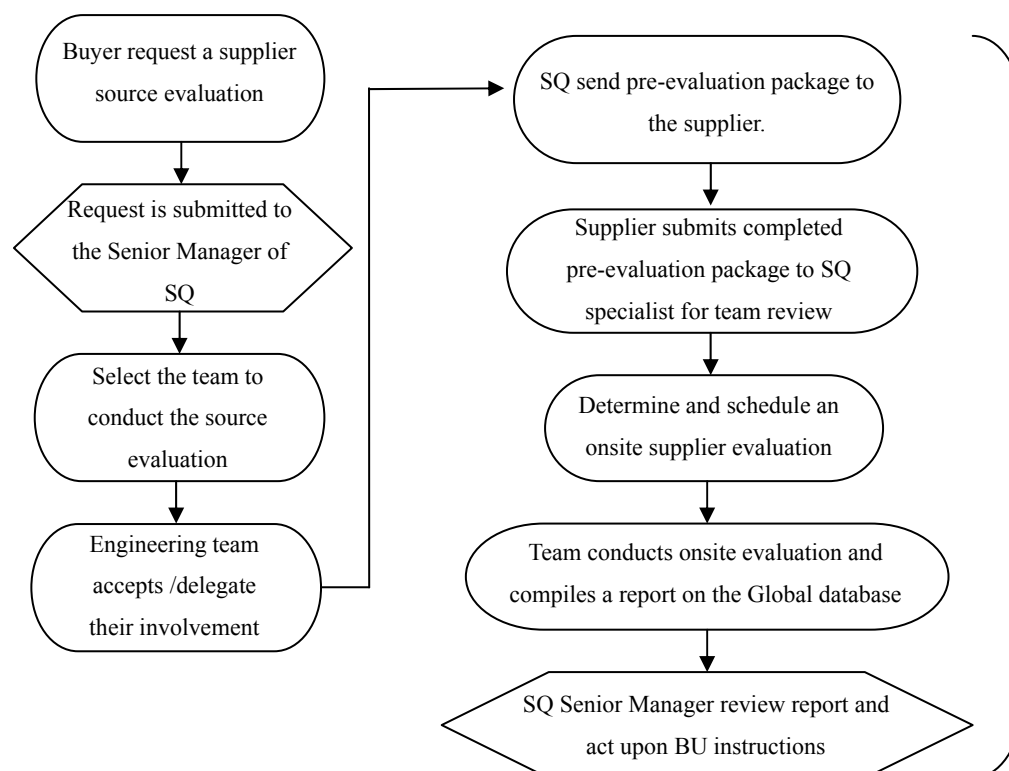 Buyer request a supplier
source evaluation
Request is submitted to
the Senior Manager of
SQ
Select the team to
conduct the source
evaluation
Engineering team
accepts /delegate
their involvement
SQ send pre-evaluation package to
the supplier.
Supplier submits completed
pre-evaluation package to SQ
specialist for team review
Determine and schedule an
onsite supplier evaluation
Team conducts onsite evaluation and
compiles a report on the Global database
SQ Senior Manager review report and
act upon BU instructions